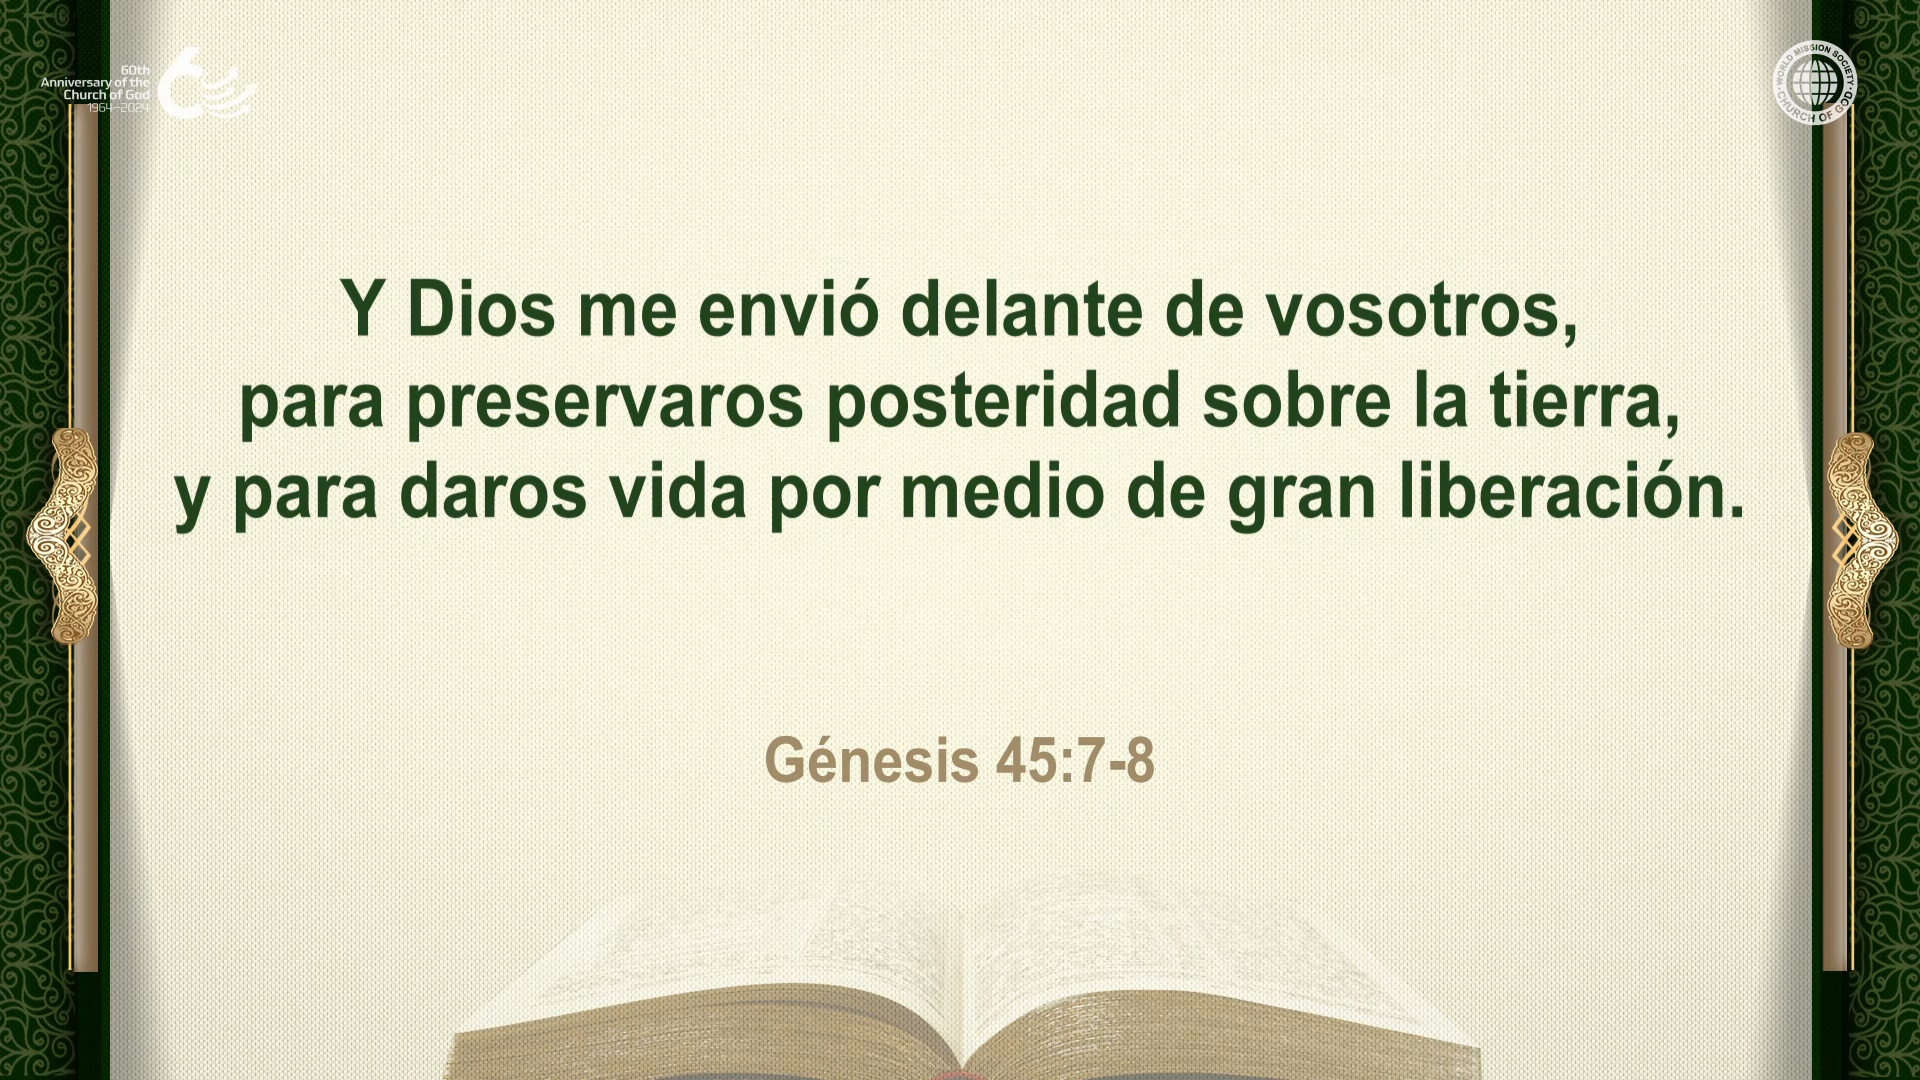 60th
Anniversary of the
Church of God
1964–2024
WORLD MISSION SOCIETY
CHURCH OF GOD
Y Dios me envió delante de vosotros,
para preservaros posteridad sobre la tierra,
y para daros vida por medio de gran liberación.
Génesis 45:7-8